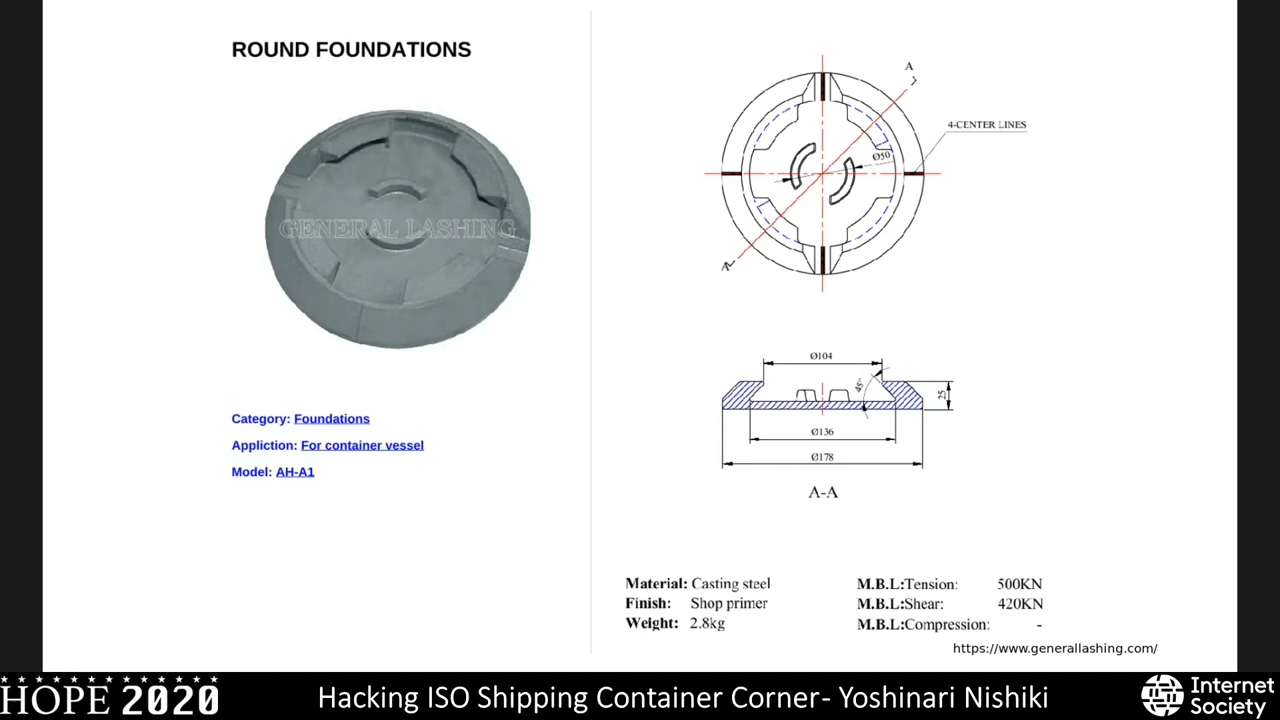 ROUND FOUNDATIONS
GENERAL LASHING
Category: Foundations
Appliction: For container vessel
Model: AH-A1
A
4-CENTER LINES
Ø50
A
Ø104
45°
25
Ø136
Ø178
A-A
Material: Casting steel
Finish: Shop primer
Weight: 2.8kg
M.B.L:Tension: 500KN
M.B.L:Shear: 420KN
M.B.L:Compression: -
https://www.generallashing.com/
HOPE 2020
Hacking ISO Shipping Container Corner- Yoshinari Nishiki
Internet
Society